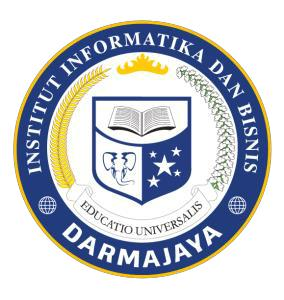 INSTITUT INFORMATIKA DAN BISNIS
EDUCATIO UNIVERSALIS
DARMAJAYA